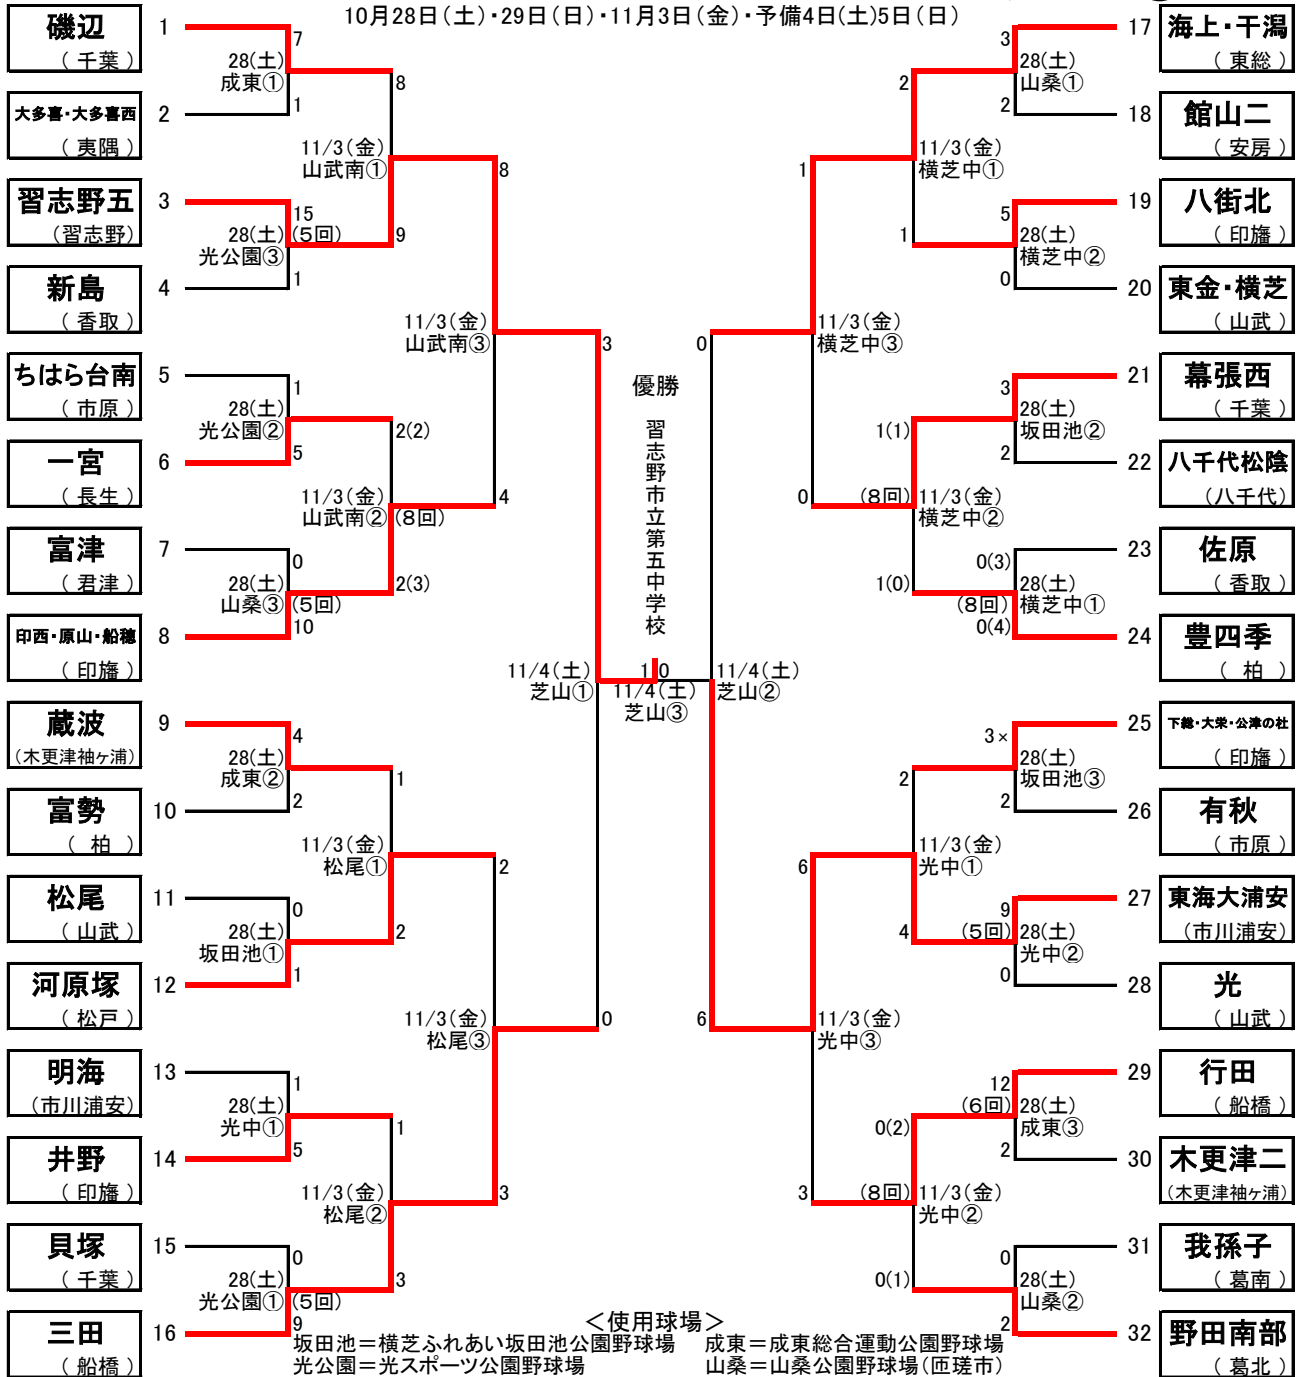 10月28日(土)・29日(日)・11月3日(金)・予備4日(土)5日(日)
磯辺
(千葉)
1
7
28(土)
成東①
8
大多喜・大多喜西
(夷隅)
2
1
11/3(金)
山武南①
8
習志野五
(習志野)
3
15
28(土)(5回)
光公園③
9
新島
(香取)
4
1
11/3(金)
山武南③
3
ちはら台南
(市原)
5
1
28(土)
光公園②
2(2)
一宮
(長生)
6
5
11/3(金)
山武南②(8回)
4
富津
(君津)
7
0
28(土)
山桑③(5回)
2(3)
印西・原山・船穂
(印旛)
8
10
11/4(土)
芝山①
蔵波
(木更津袖ヶ浦)
9
4
28(土)
成東②
1
富勢
(柏)
10
2
11/3(金)
松尾①
2
松尾
(山武)
11
0
28(土)
坂田池①
2
河原塚
(松戸)
12
1
11/3(金)
松尾③
0
明海
(市川浦安)
13
1
28(土)
光中①
1
井野
(印旛)
14
5
11/3(金)
松尾②
3
貝塚
(千葉)
15
0
28(土)
光公園①(5回)
3
三田
(船橋)
16
9
優勝
習志野市立第五中学校
1 0
11/4(土)
芝山③
17
海上・干潟
(東総)
3
28(土)
山桑①
2
18
館山二
(安房)
2
11/3(金)
横芝中①
1
19
八街北
(印旛)
5
28(土)
横芝中②
1
20
東金・横芝
(山武)
0
11/3(金)
横芝中③
0
21
幕張西
(千葉)
3
28(土)
坂田池②
1(1)
22
八千代松陰
(八千代)
2
(8回)11/3(金)
横芝中②
0
23
佐原
(香取)
0(3)
28(土)
(8回)横芝中①
1(0)
24
豊四季
(柏)
0(4)
11/4(土)
芝山②
25
下総・大栄・公津の杜
(印旛)
3×
28(土)
坂田池③
2
26
有秋
(市原)
2
11/3(金)
光中①
6
27
東海大浦安
(市川浦安)
9
(5回)28(土)
光中②
4
28
光
(山武)
0
11/3(金)
光中③
6
29
行田
(船橋)
12
(6回)28(土)
成東③
0(2)
30
木更津二
(木更津袖ヶ浦)
2
(8回)11/3(金)
光中②
3
31
我孫子
(葛南)
0
28(土)
山桑②
0(1)
32
野田南部
(葛北)
2
<使用球場>
坂田池=横芝ふれあい坂田池公園野球場 成東=成東総合運動公園野球場
光公園=光スポーツ公園野球場 山桑=山桑公園野球場(匝瑳市)